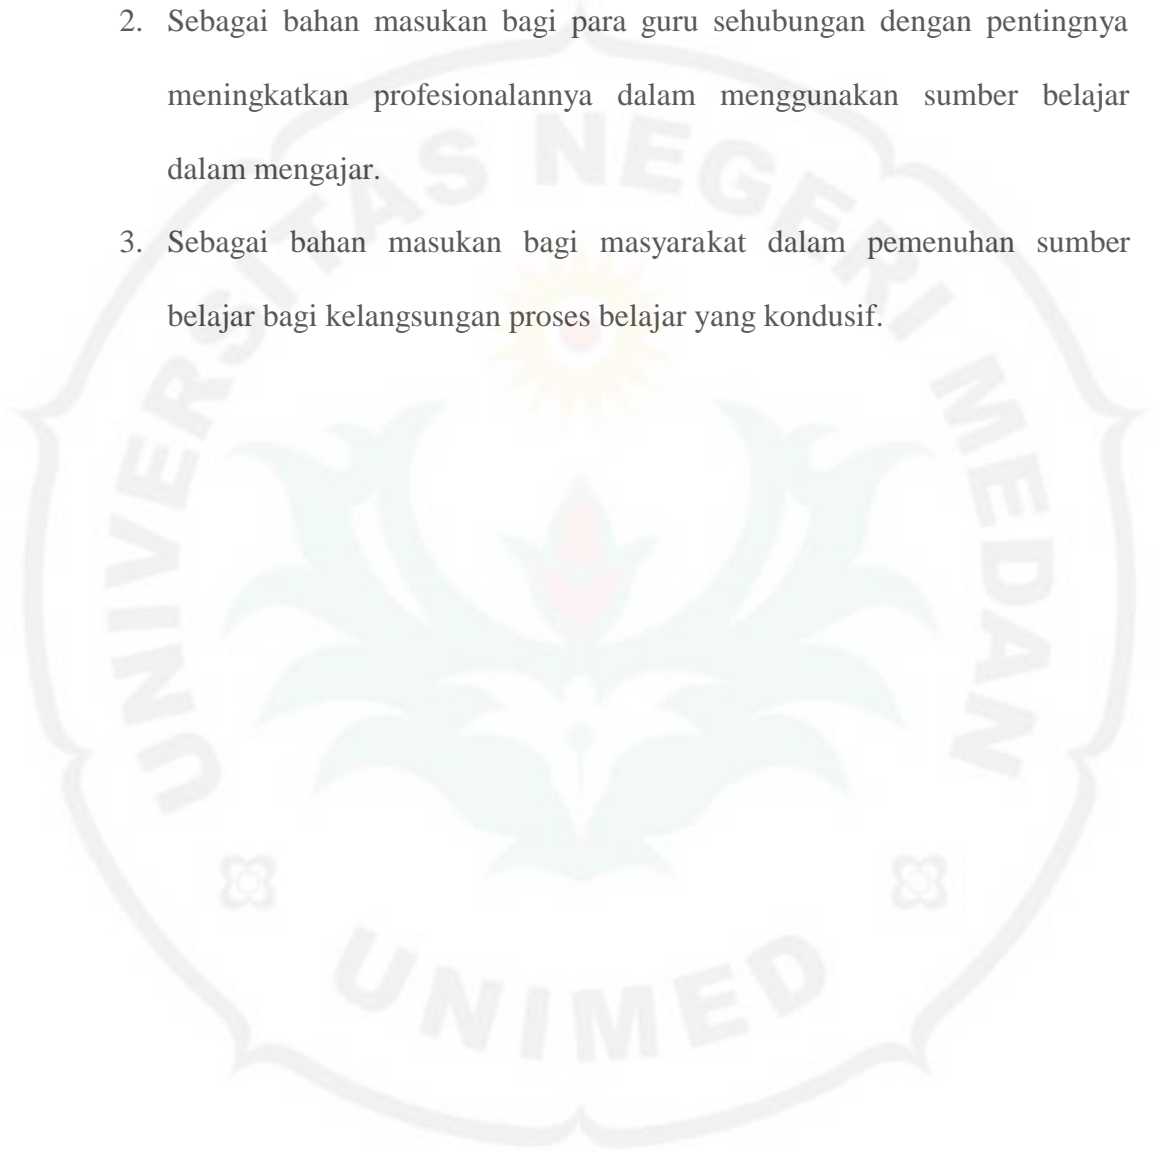 2. Sebagai bahan masukan bagi para guru sehubungan dengan pentingnya
meningkatkan profesionalannya dalam menggunakan sumber belajar
dalam mengajar.
3. Sebagai bahan masukan bagi masyarakat dalam pemenuhan sumber
belajar bagi kelangsungan proses belajar yang kondusif.
UNIVERSITAS NEGERI MEDAN
UNIMED